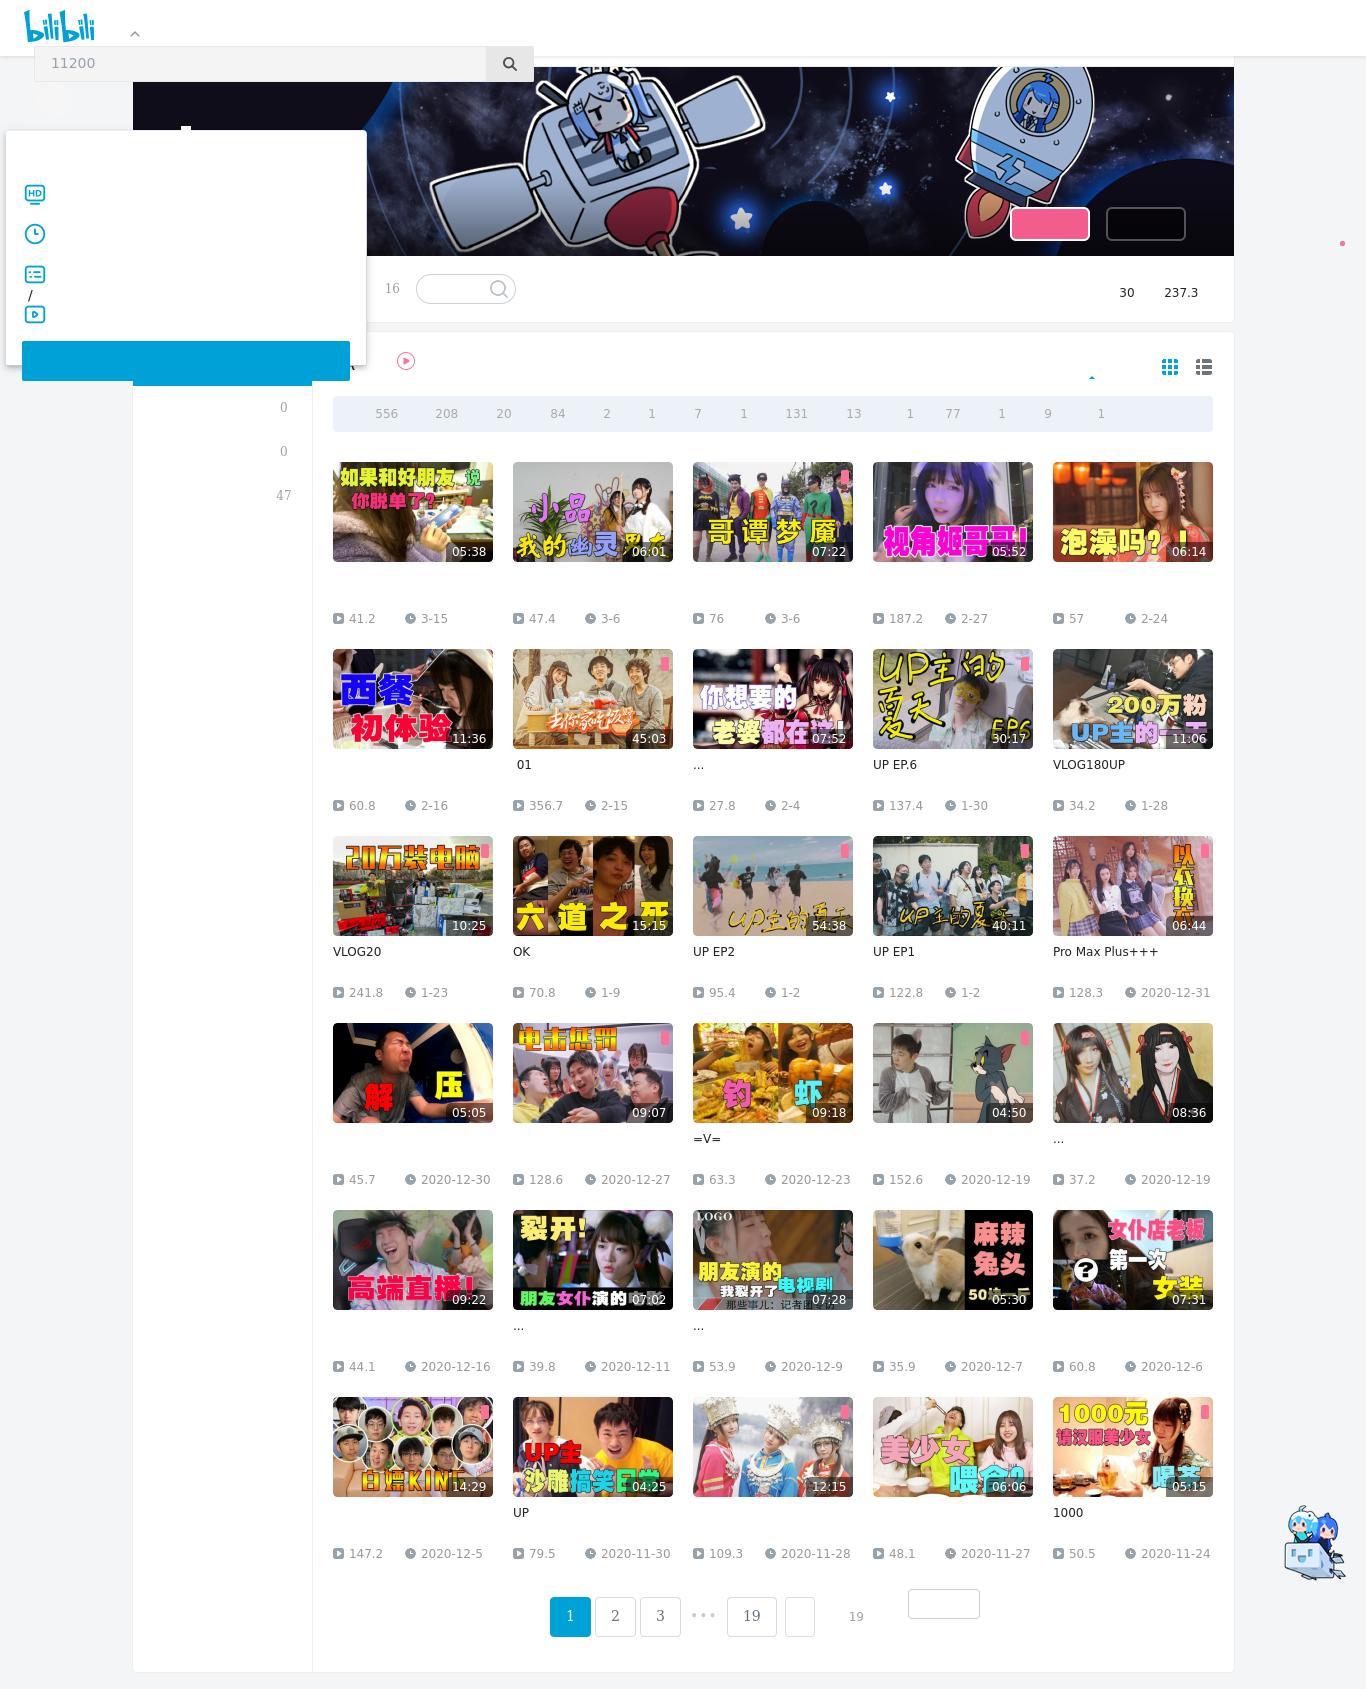 bilibili
11200
HD
/
16
30 237.3
0
0
47
556 208 20 84 2 1 7 1 131 13 1 77 1 9 1
如果和好朋友说
你脱单了?
05:38
小品
我的幽灵男友
06:01
哥谭梦魇
07:22
视角姬哥哥!
05:52
泡澡吗?!
06:14
41.2 3-15 47.4 3-6 76 3-6 187.2 2-27 57 2-24
西餐
初体验
11:36
去你家吃饭好吗
45:03
你想要的
老婆都在这!
07:52
UP主的
夏天
EP6
30:17
200万粉
UP主的一天
11:06
01 ... UP EP.6 VLOG180UP
60.8 2-16 356.7 2-15 27.8 2-4 137.4 1-30 34.2 1-28
20万装电脑
10:25
六道之死
15:15
UP主的夏天
54:38
UP主的夏天
40:11
以衣换衣
06:44
VLOG20 OK UP EP2 UP EP1 Pro Max Plus+++
241.8 1-23 70.8 1-9 95.4 1-2 122.8 1-2 128.3 2020-12-31
解压
05:05
电击惩罚
09:07
钓虾
09:18
04:50
08:36
=V= ...
45.7 2020-12-30 128.6 2020-12-27 63.3 2020-12-23 152.6 2020-12-19 37.2 2020-12-19
高端直播!
09:22
裂开!
朋友女仆演的
07:02
LOGO
朋友演的
我裂开了电视剧
那些事儿:记者团
07:28
麻辣
兔头
05:30
女仆店老板
第一次
女装
?
07:31
... ...
44.1 2020-12-16 39.8 2020-12-11 53.9 2020-12-9 35.9 2020-12-7 60.8 2020-12-6
白嫖KING
14:29
UP主
沙雕搞笑日常
04:25
12:15
美少女
喂食?
06:06
1000元
请汉服美少女
喝茶
05:15
UP 1000
147.2 2020-12-5 79.5 2020-11-30 109.3 2020-11-28 48.1 2020-11-27 50.5 2020-11-24
1 2 3 ••• 19 19